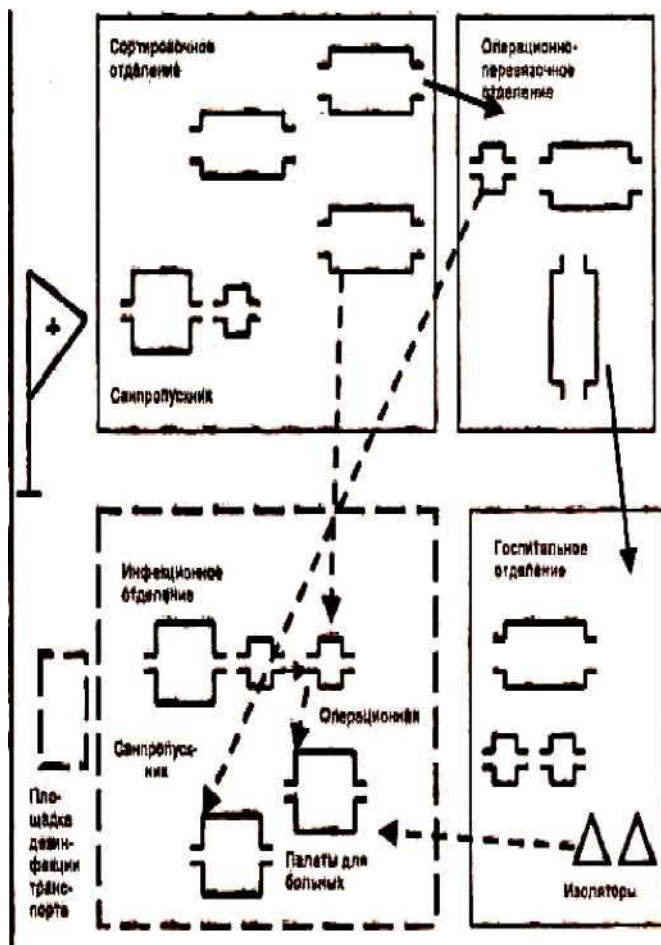 Сортировочное
отделение
Операционно-
перевязочное
отделение
Санпропускник
Инфекционное
отделение
Госпитальное
отделение
Операционная
Санпропуск-
ник
Пло-
щадка
дезин-
фекции
транс-
порта
Палаты для
больных
Изоляторы